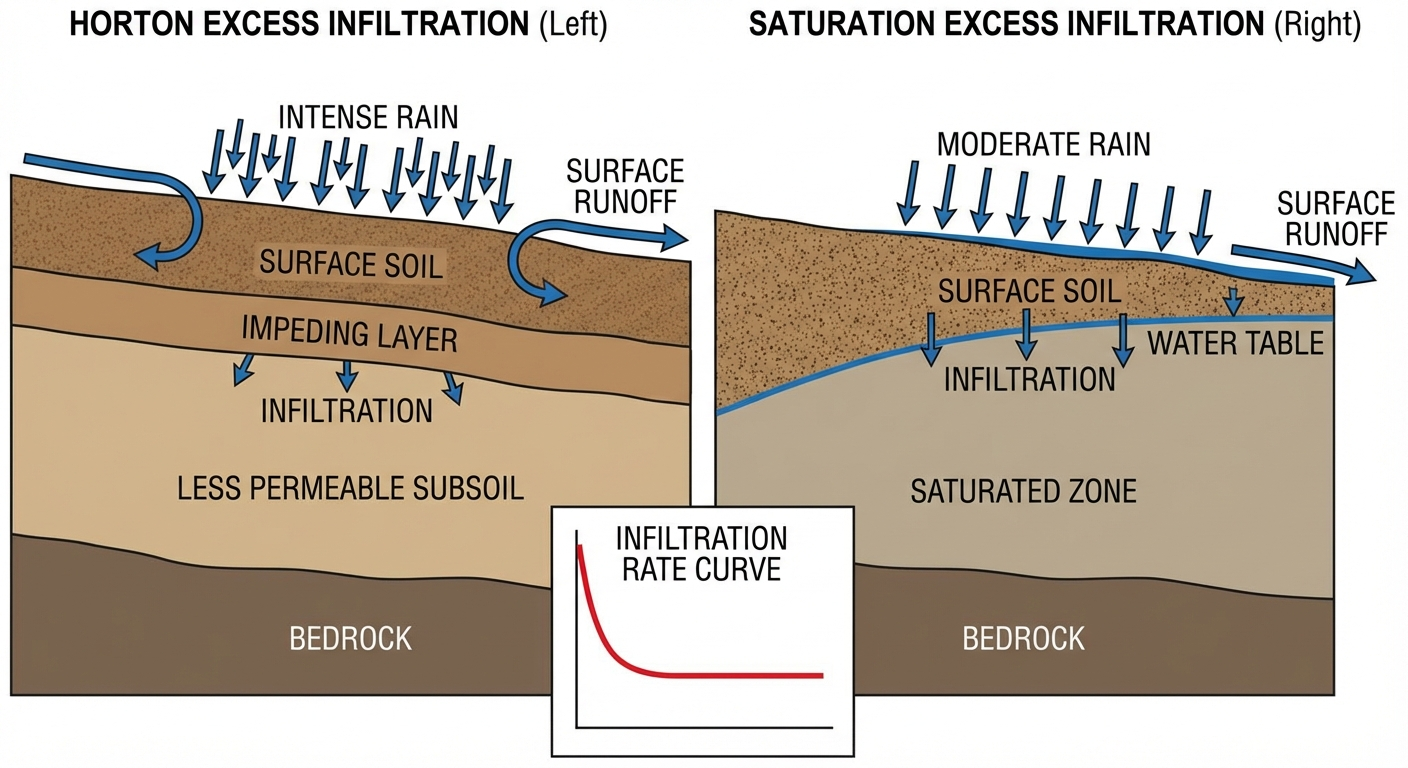 HORTON EXCESS INFILTRATION (Left)
INTENSE RAIN
SURFACE
RUNOFF
SURFACE SOIL
IMPEDING LAYER
INFILTRATION
LESS PERMEABLE SUBSOIL
BEDROCK
SATURATION EXCESS INFILTRATION (Right)
MODERATE RAIN
SURFACE
RUNOFF
SURFACE SOIL
WATER TABLE
INFILTRATION
SATURATED ZONE
BEDROCK
INFILTRATION
RATE CURVE